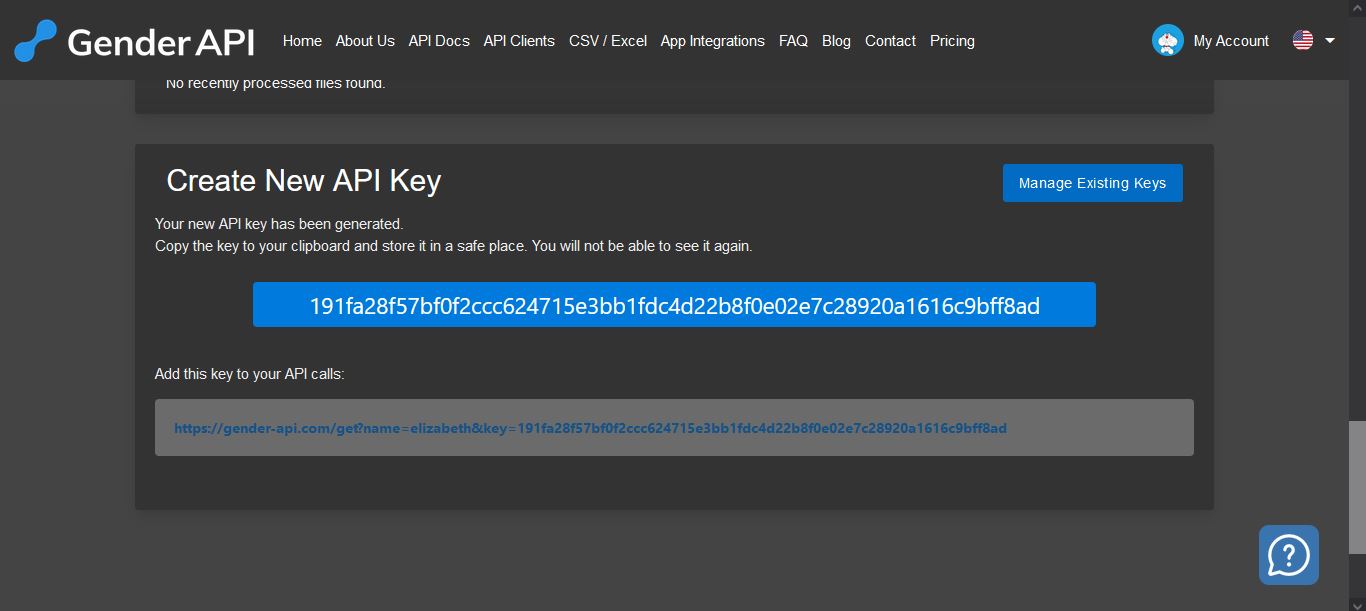 Gender API
Home About Us API Docs API Clients CSV / Excel App Integrations FAQ Blog Contact Pricing My Account
No recently processed files found.
Create New API Key
Manage Existing Keys
Your new API key has been generated.
Copy the key to your clipboard and store it in a safe place. You will not be able to see it again.
191fa28f57bf0f2ccc624715e3bb1fdc4d22b8f0e02e7c28920a1616c9bff8ad
Add this key to your API calls:
https://gender-api.com/get?name=elizabeth&key=191fa28f57bf0f2ccc624715e3bb1fdc4d22b8f0e02e7c28920a1616c9bff8ad